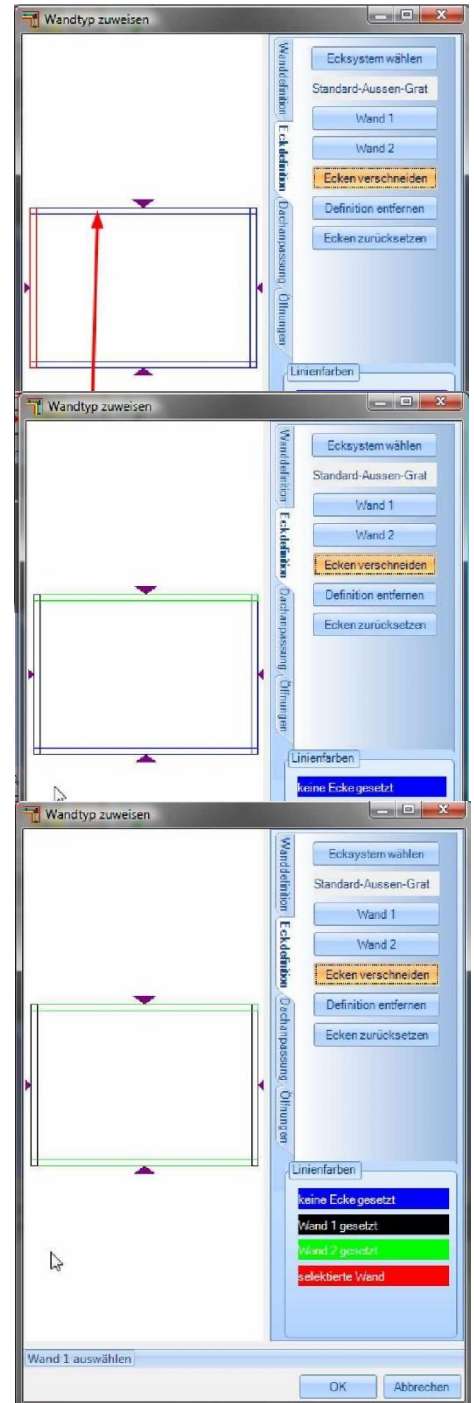 Wandtyp zuweisen
Wanddefinition
Eckdefinition
Dachanpassung
Öffnungen
Ecksystem wählen
Standard-Aussen-Grat
Wand 1
Wand 2
Ecken verschneiden
Definition entfernen
Ecken zurücksetzen
Linienfarben
Wandtyp zuweisen
Wanddefinition
Eckdefinition
Dachanpassung
Öffnungen
Ecksystem wählen
Standard-Aussen-Grat
Wand 1
Wand 2
Ecken verschneiden
Definition entfernen
Ecken zurücksetzen
Linienfarben
keine Ecke gesetzt
Wandtyp zuweisen
Wanddefinition
Eckdefinition
Dachanpassung
Öffnungen
Ecksystem wählen
Standard-Aussen-Grat
Wand 1
Wand 2
Ecken verschneiden
Definition entfernen
Ecken zurücksetzen
Linienfarben
keine Ecke gesetzt
Wand 1 gesetzt
Wand 2 gesetzt
selektierte Wand
Wand 1 auswählen
OK
Abbrechen